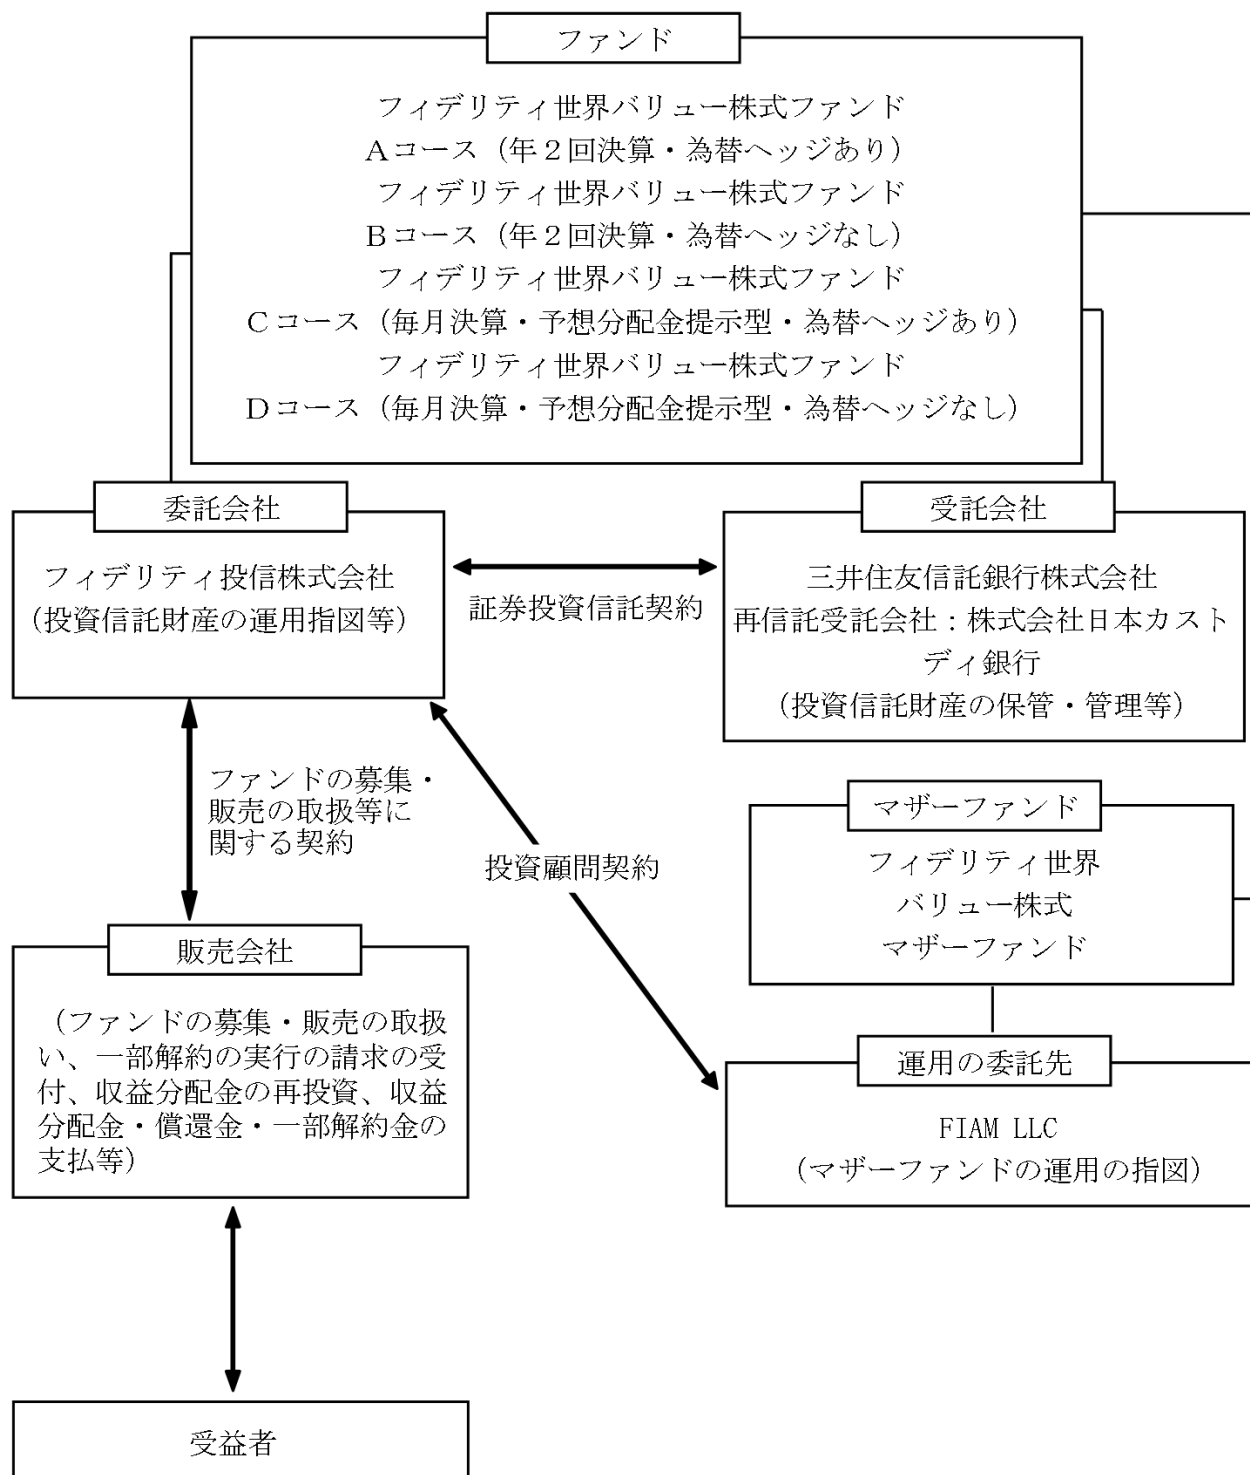 ファンド
フィデリティ世界バリュー株式ファンド
Ａコース（年２回決算・為替ヘッジあり）
フィデリティ世界バリュー株式ファンド
Ｂコース（年２回決算・為替ヘッジなし）
フィデリティ世界バリュー株式ファンド
Ｃコース（毎月決算・予想分配金提示型・為替ヘッジあり）
フィデリティ世界バリュー株式ファンド
Ｄコース（毎月決算・予想分配金提示型・為替ヘッジなし）
委託会社
フィデリティ投信株式会社
（投資信託財産の運用指図等）
証券投資信託契約
受託会社
三井住友信託銀行株式会社
再信託受託会社：株式会社日本カスト
ディ銀行
（投資信託財産の保管・管理等）
ファンドの募集・
販売の取扱等に
関する契約
投資顧問契約
マザーファンド
フィデリティ世界
バリュー株式
マザーファンド
販売会社
（ファンドの募集・販売の取扱
い、一部解約の実行の請求の受
付、収益分配金の再投資、収益
分配金・償還金・一部解約金の
支払等）
運用の委託先
FIAM LLC
（マザーファンドの運用の指図）
受益者